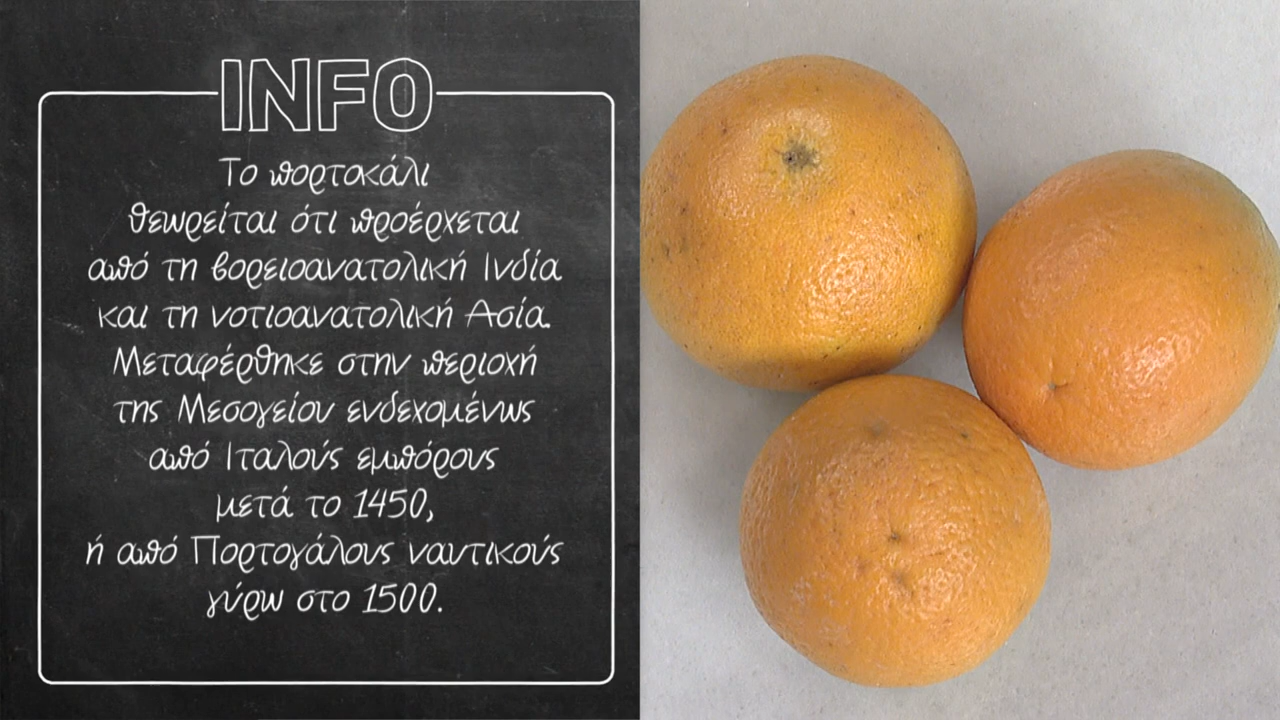 INFO
Το πορτοκάλι
θεωρείται ότι προέρχεται
από τη βορειοανατολική Ινδία
και τη νοτιοανατολική Ασία.
Μεταφέρθηκε στην περιοχή
της Μεσογείου ενδεχομένως
από Ιταλούς εμπόρους
μετά το 1450,
ή από Πορτογάλους ναυτικούς
γύρω στο 1500.